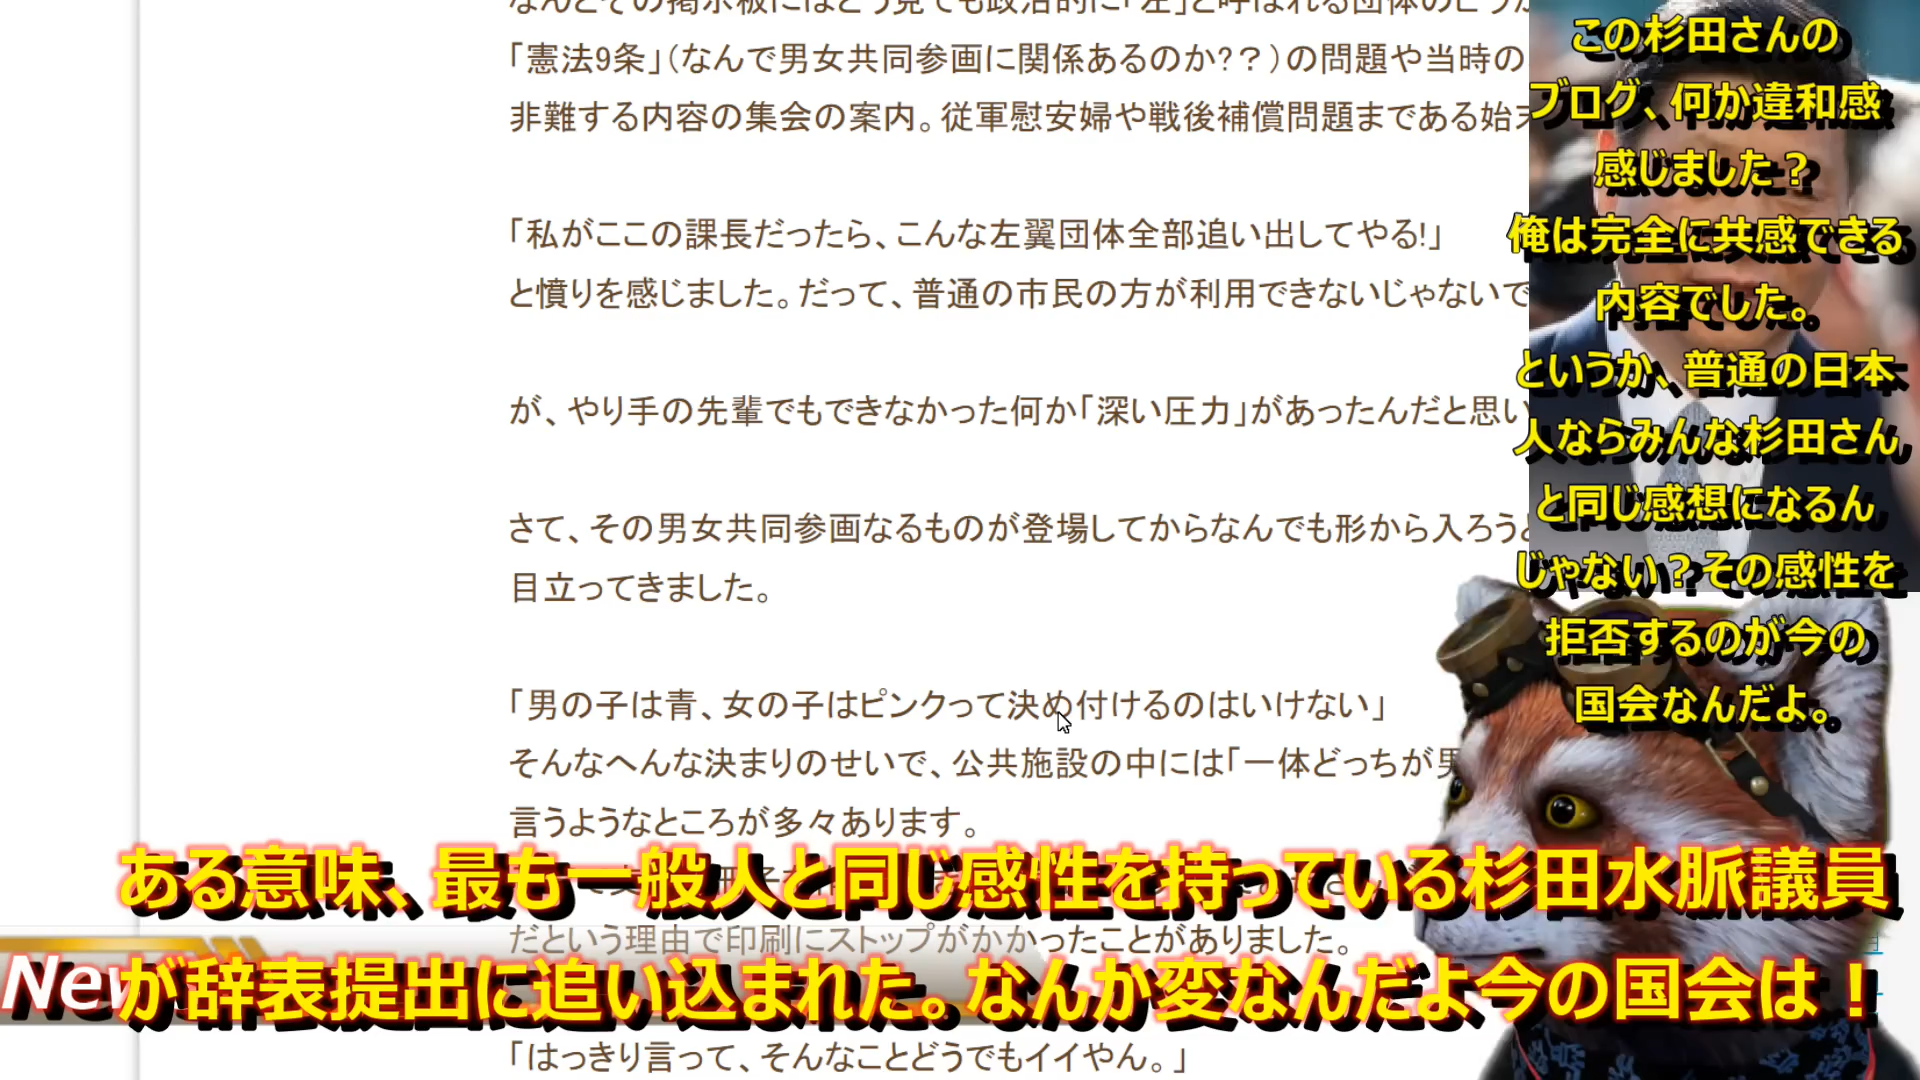 「憲法9条」(なんで男女共同参画に関係あるのか?？)の問題や当時の
非難する内容の集会の案内。従軍慰安婦や戦後補償問題まである始末
「私がここの課長だったら、こんな左翼団体全部追い出してやる!」
と憤りを感じました。だって、普通の市民の方が利用できないじゃないで
が、やり手の先輩でもできなかった何か「深い圧力」があったんだと思い
さて、その男女共同参画なるものが登場してからなんでも形から入ろうと
目立ってきました。
「男の子は青、女の子はピンクって決め付けるのはいけない」
そんなへんな決まりのせいで、公共施設の中には「一体どっちが男
言うようなところが多々あります。
だという理由で印刷にストップがかかったことがありました。
「はっきり言って、そんなことどうでもイイやん。」
この杉田さんの
ブログ、何か違和感
感じました？
俺は完全に共感できる
内容でした。
というか、普通の日本
人ならみんな杉田さん
と同じ感想になるん
じゃない？その感性を
拒否するのが今の
国会なんだよ。
ある意味、最も一般人と同じ感性を持っている杉田水脈議員
が辞表提出に追い込まれた。なんか変なんだよ今の国会は！
New